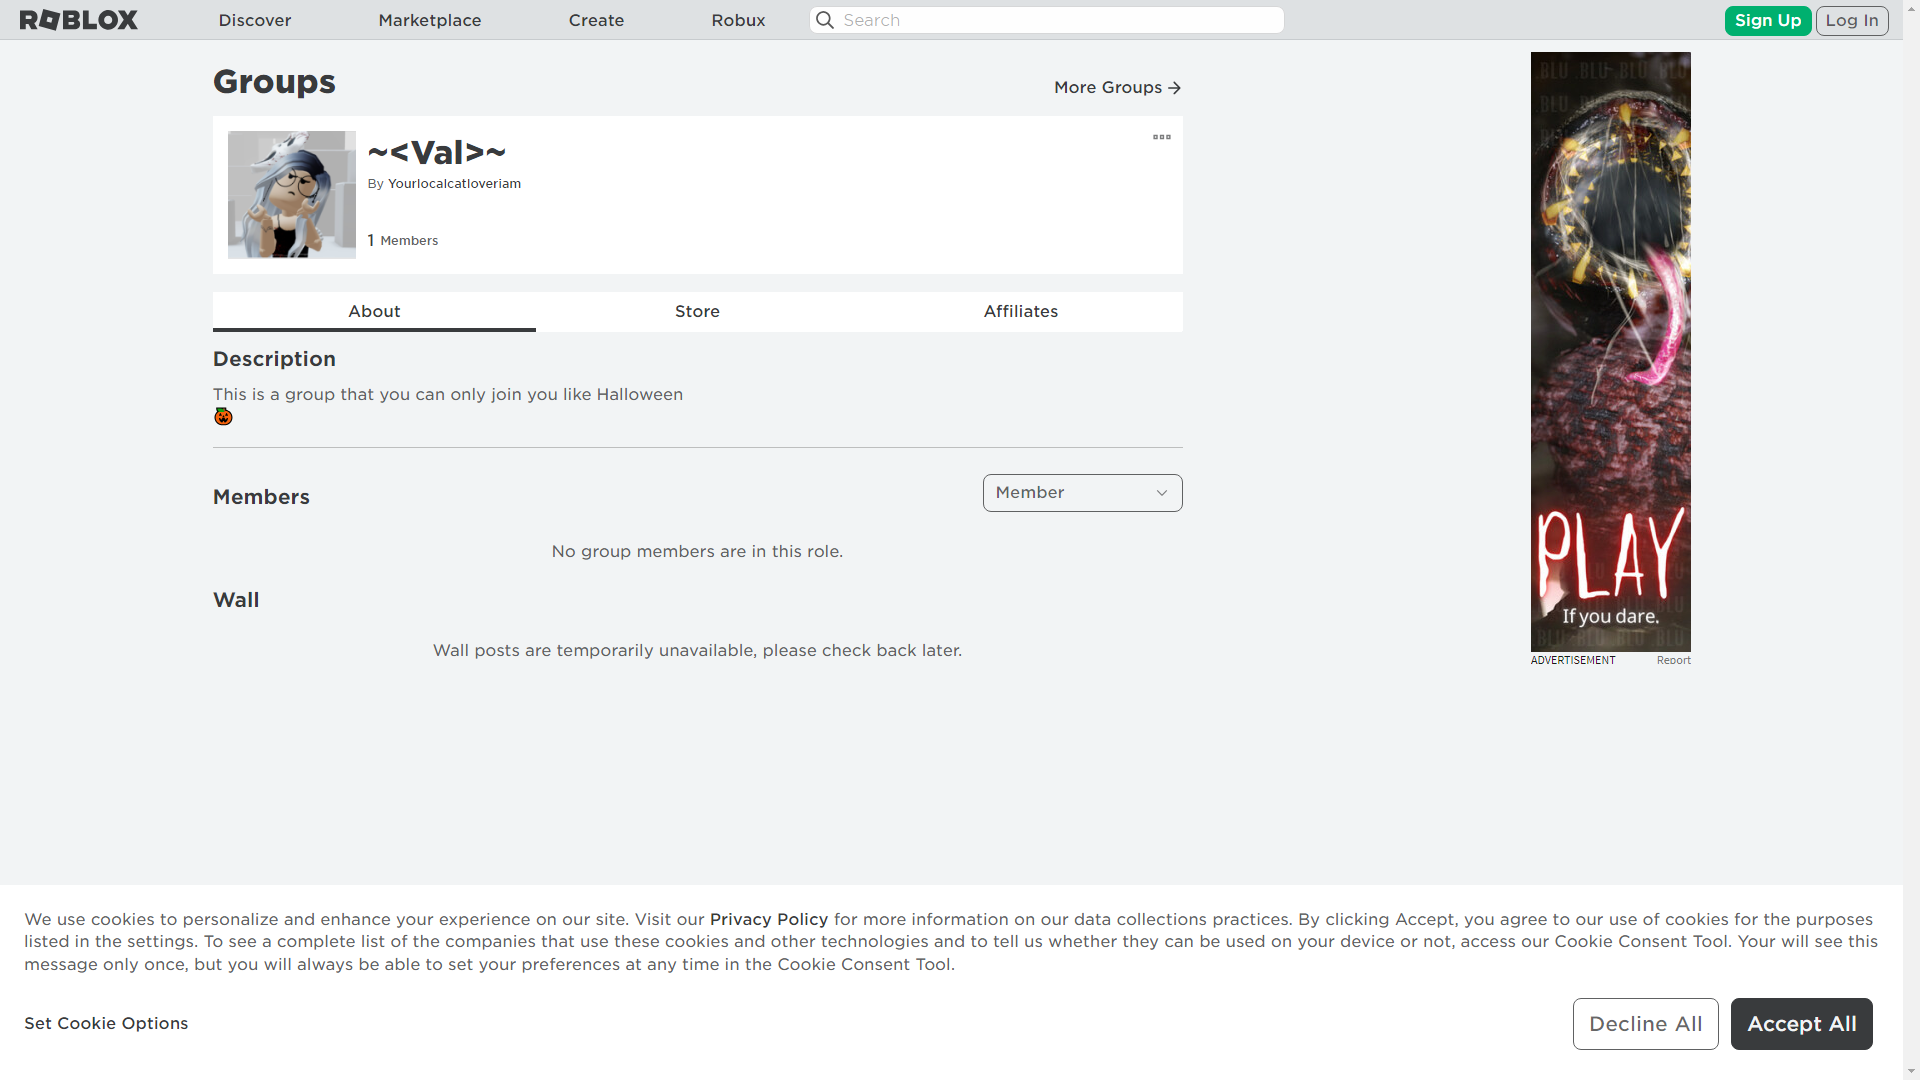 ROBLOX Discover Marketplace Create Robux Search Sign Up Log In
Groups
More Groups
~<Val>~
By Yourlocalcatloveriam
1 Members
About Store Affiliates
Description
This is a group that you can only join you like Halloween
🎃
Members
Member
No group members are in this role.
Wall
Wall posts are temporarily unavailable, please check back later.
PLAY
If you dare.
ADVERTISEMENT Report
We use cookies to personalize and enhance your experience on our site. Visit our Privacy Policy for more information on our data collections practices. By clicking Accept, you agree to our use of cookies for the purposes
listed in the settings. To see a complete list of the companies that use these cookies and other technologies and to tell us whether they can be used on your device or not, access our Cookie Consent Tool. Your will see this
message only once, but you will always be able to set your preferences at any time in the Cookie Consent Tool.
Set Cookie Options
Decline All
Accept All